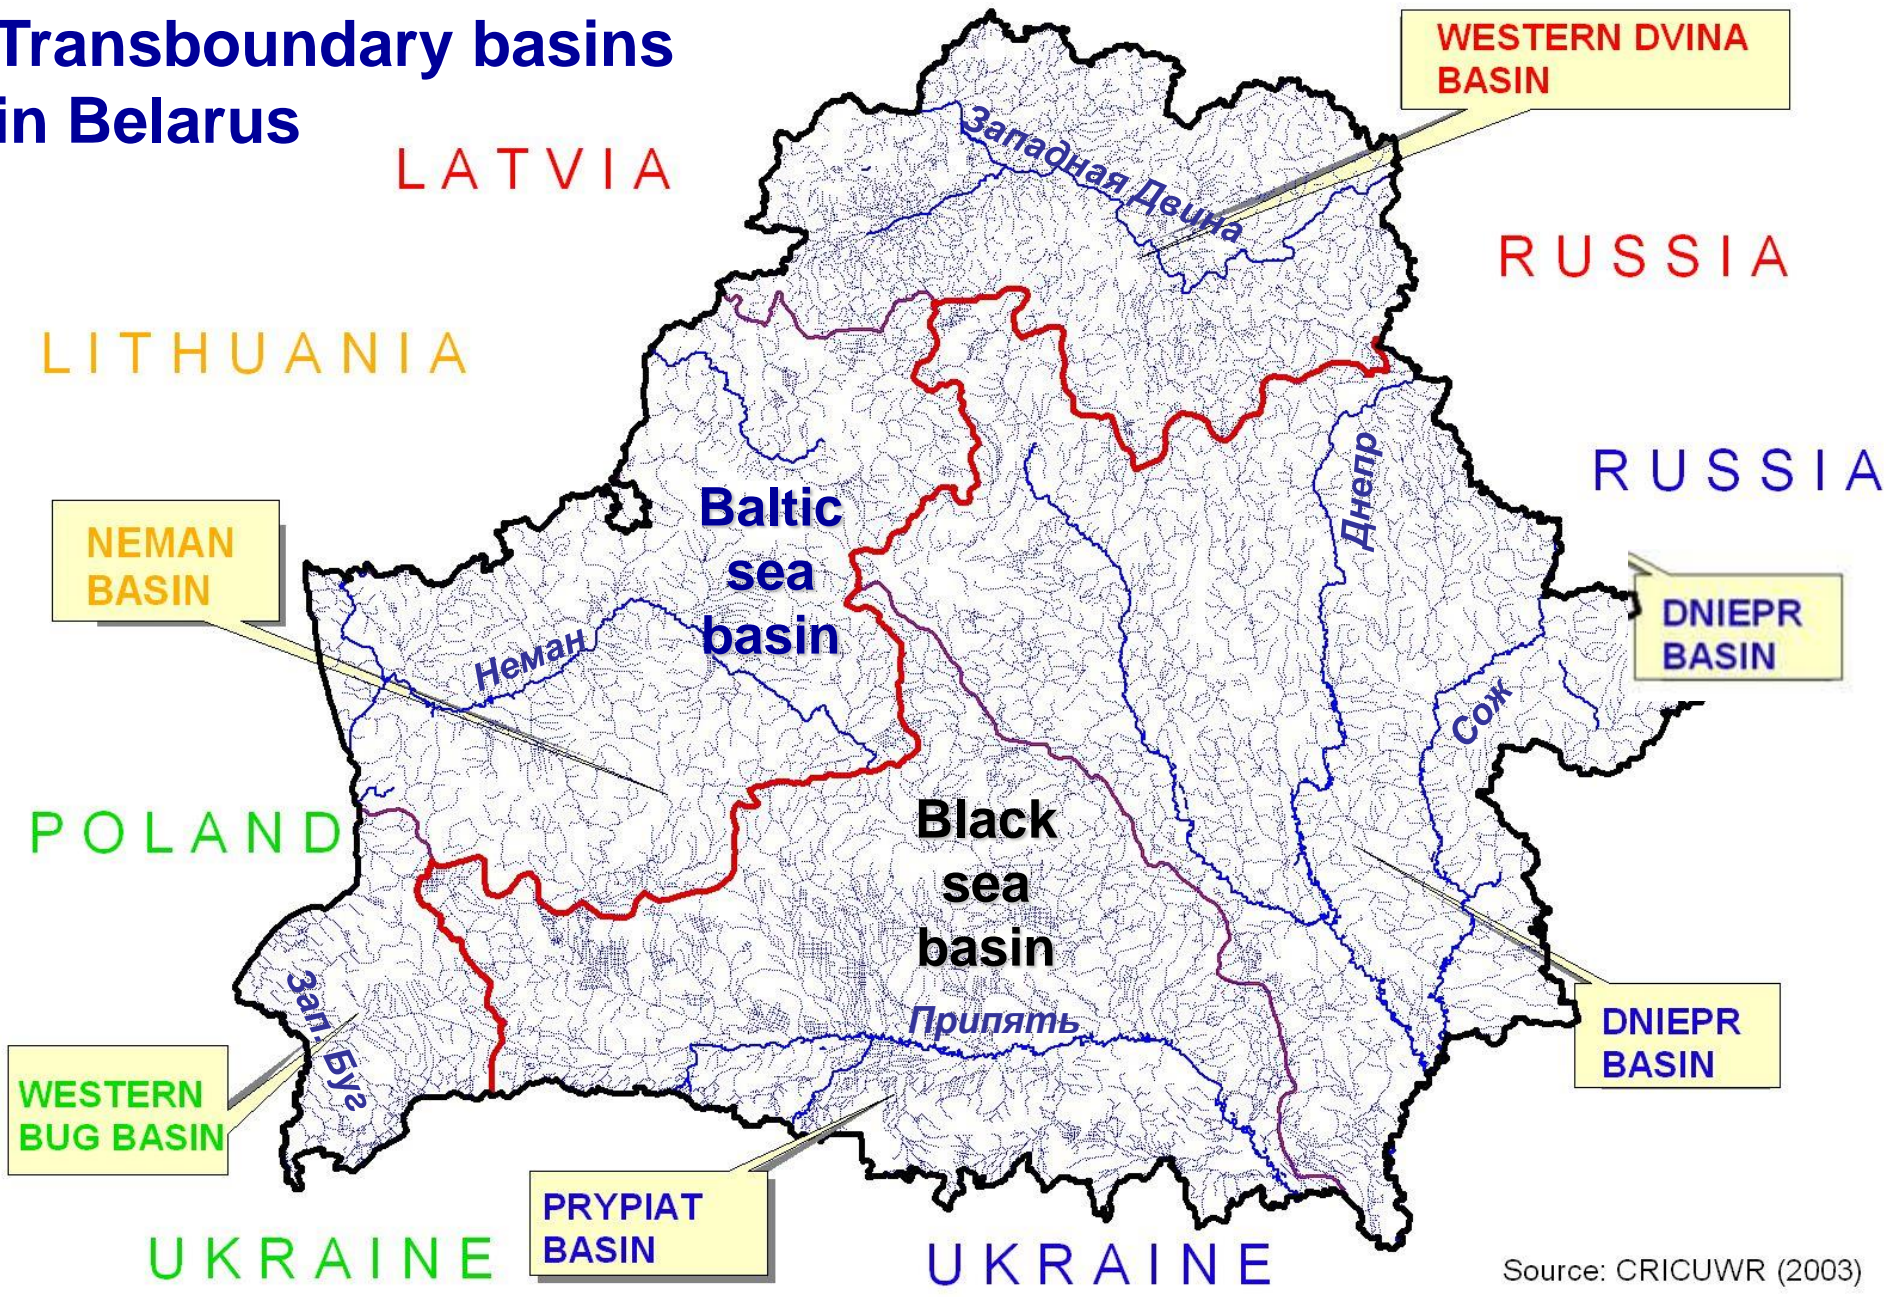 Transboundary basins
in Belarus
WESTERN DVINA
BASIN
LATVIA
Западная Двина
RUSSIA
LITHUANIA
Днепр
RUSSIA
Baltic
sea
basin
NEMAN
BASIN
DNIEPR
BASIN
Неман
Сож
POLAND
Black
sea
basin
Зап. Буг
Припять
DNIEPR
BASIN
WESTERN
BUG BASIN
PRYPIAT
BASIN
UKRAINE
UKRAINE
Source: CRICUWR (2003)